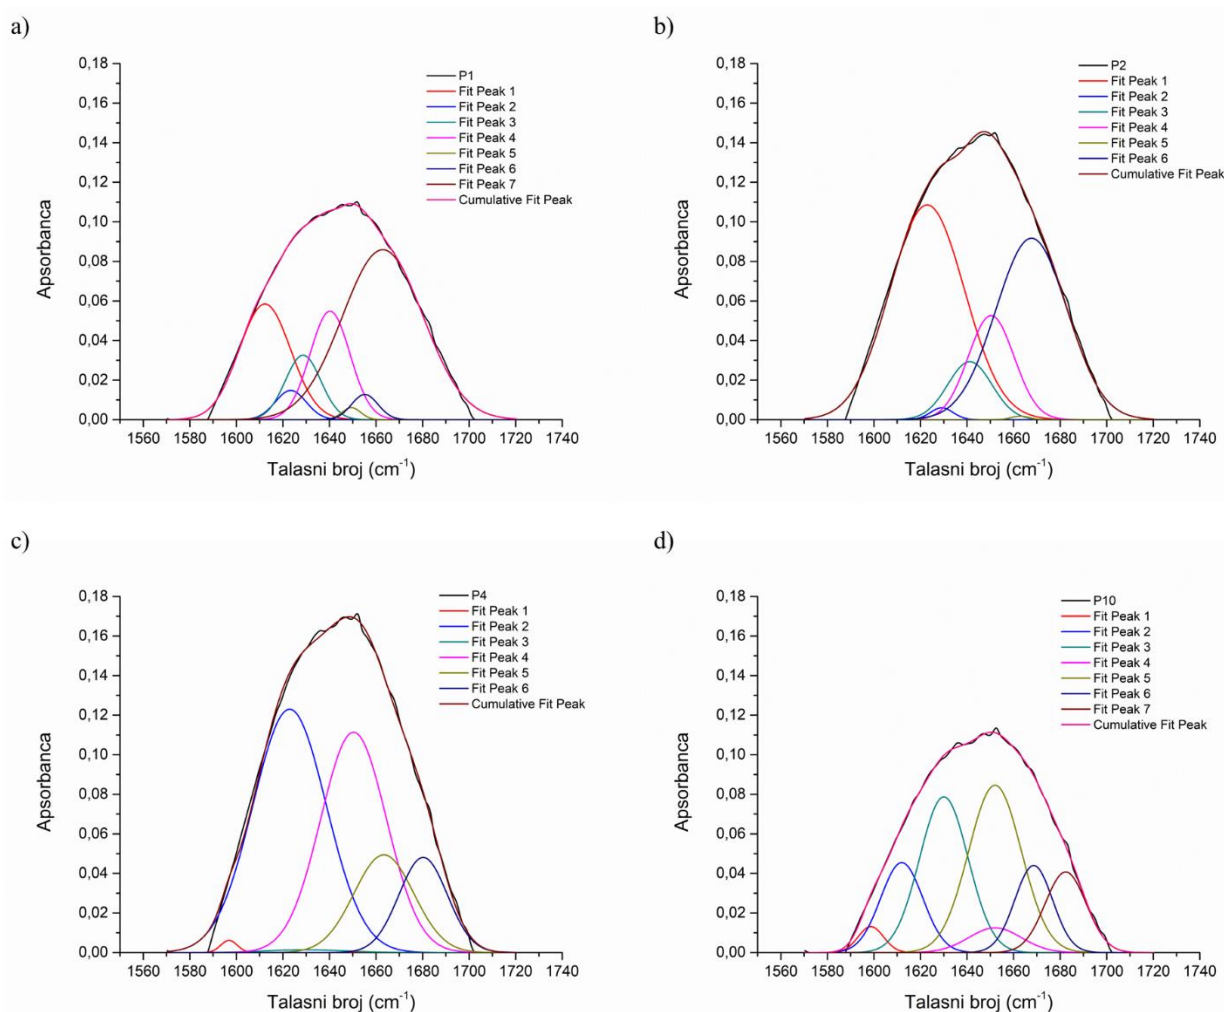 a)
0,18
0,16
0,14
0,12
0,10
0,08
0,06
0,04
0,02
0,00
Apsorbanca
P1
Fit Peak 1
Fit Peak 2
Fit Peak 3
Fit Peak 4
Fit Peak 5
Fit Peak 6
Fit Peak 7
Cumulative Fit Peak
1560 1580 1600 1620 1640 1660 1680 1700 1720 1740
Talasni broj (cm⁻¹)
b)
0,18
0,16
0,14
0,12
0,10
0,08
0,06
0,04
0,02
0,00
Apsorbanca
P2
Fit Peak 1
Fit Peak 2
Fit Peak 3
Fit Peak 4
Fit Peak 5
Fit Peak 6
Cumulative Fit Peak
1560 1580 1600 1620 1640 1660 1680 1700 1720 1740
Talasni broj (cm⁻¹)
c)
0,18
0,16
0,14
0,12
0,10
0,08
0,06
0,04
0,02
0,00
Apsorbanca
P4
Fit Peak 1
Fit Peak 2
Fit Peak 3
Fit Peak 4
Fit Peak 5
Fit Peak 6
Cumulative Fit Peak
1560 1580 1600 1620 1640 1660 1680 1700 1720 1740
Talasni broj (cm⁻¹)
d)
0,18
0,16
0,14
0,12
0,10
0,08
0,06
0,04
0,02
0,00
Apsorbanca
P10
Fit Peak 1
Fit Peak 2
Fit Peak 3
Fit Peak 4
Fit Peak 5
Fit Peak 6
Fit Peak 7
Cumulative Fit Peak
1560 1580 1600 1620 1640 1660 1680 1700 1720 1740
Talasni broj (cm⁻¹)